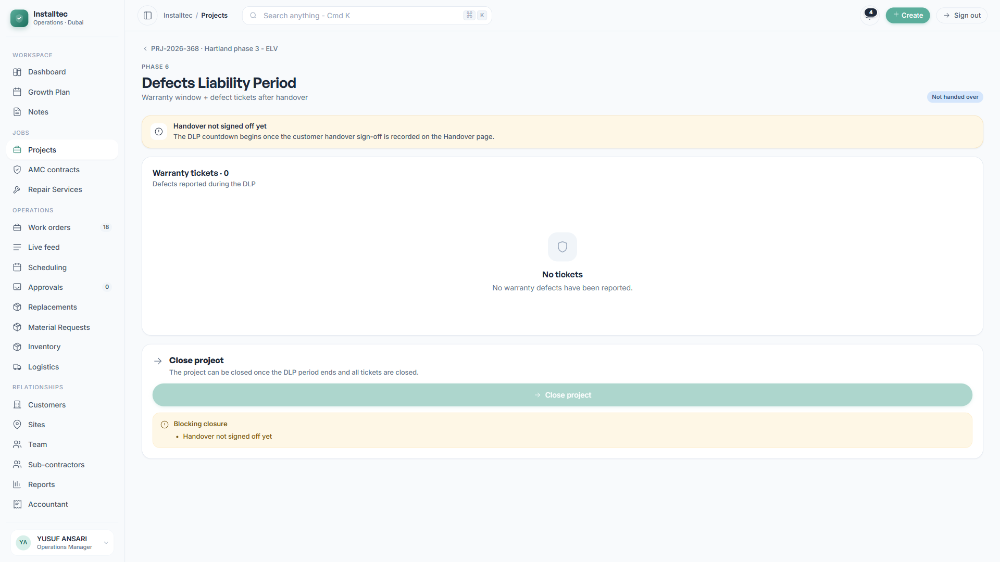 Installtec
Operations · Dubai
WORKSPACE
Dashboard
Growth Plan
Notes
JOBS
Projects
AMC contracts
Repair Services
OPERATIONS
Work orders 18
Live feed
Scheduling
Approvals 0
Replacements
Material Requests
Inventory
Logistics
RELATIONSHIPS
Customers
Sites
Team
Sub-contractors
Reports
Accountant
YA
YUSUF ANSARI
Operations Manager
Installtec / Projects
Search anything - Cmd K
⌘ K
4
+ Create
Sign out
PRJ-2026-368 · Hartland phase 3 - ELV
PHASE 6
Defects Liability Period
Warranty window + defect tickets after handover
Not handed over
Handover not signed off yet
The DLP countdown begins once the customer handover sign-off is recorded on the Handover page.
Warranty tickets · 0
Defects reported during the DLP
No tickets
No warranty defects have been reported.
Close project
The project can be closed once the DLP period ends and all tickets are closed.
Close project
Blocking closure
• Handover not signed off yet